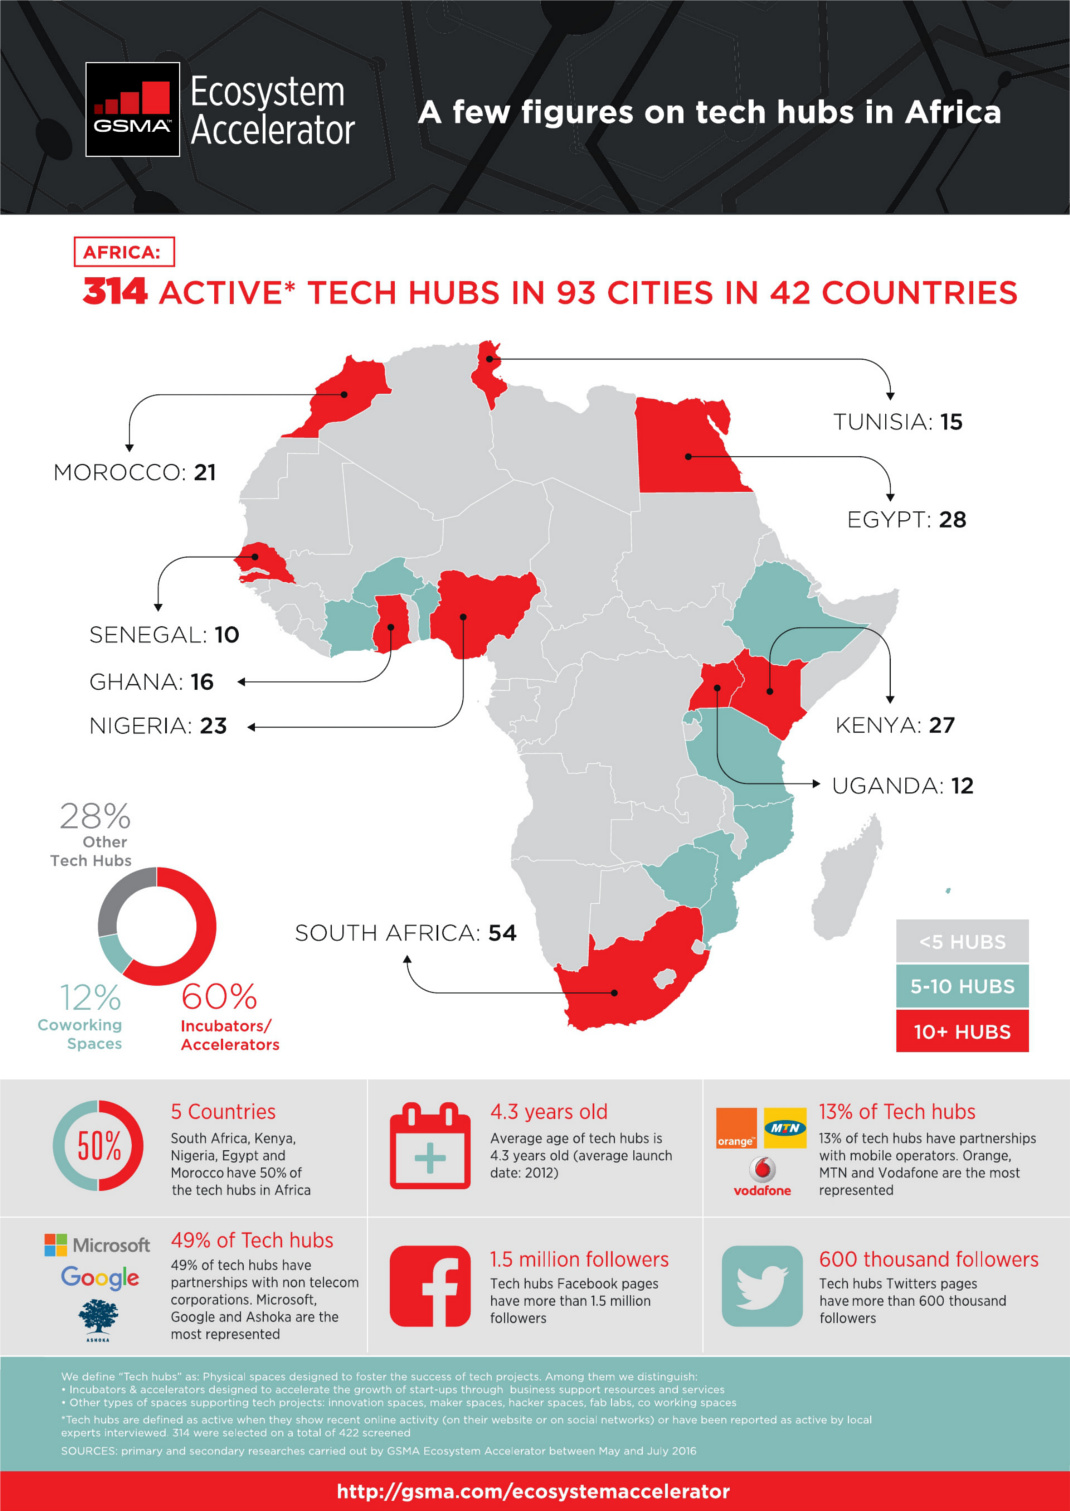 GSMA™
Ecosystem
Accelerator
A few figures on tech hubs in Africa
AFRICA:
314 ACTIVE* TECH HUBS IN 93 CITIES IN 42 COUNTRIES
TUNISIA: 15
MOROCCO: 21
EGYPT: 28
SENEGAL: 10
GHANA: 16
NIGERIA: 23
KENYA: 27
UGANDA: 12
28%
Other
Tech Hubs
SOUTH AFRICA: 54
12%
Coworking
Spaces
60%
Incubators/
Accelerators
<5 HUBS
5-10 HUBS
10+ HUBS
50%
5 Countries
South Africa, Kenya,
Nigeria, Egypt and
Morocco have 50% of
the tech hubs in Africa
4.3 years old
Average age of tech hubs is
4.3 years old (average launch
date: 2012)
orange™
MTN
vodafone
13% of Tech hubs
13% of tech hubs have partnerships
with mobile operators. Orange,
MTN and Vodafone are the most
represented
Microsoft
Google
ASHOKA
49% of Tech hubs
49% of tech hubs have
partnerships with non telecom
corporations. Microsoft,
Google and Ashoka are the
most represented
1.5 million followers
Tech hubs Facebook pages
have more than 1.5 million
followers
600 thousand followers
Tech hubs Twitters pages
have more than 600 thousand
followers
We define "Tech hubs" as: Physical spaces designed to foster the success of tech projects. Among them we distinguish:
• Incubators & accelerators designed to accelerate the growth of start-ups through business support resources and services
• Other types of spaces supporting tech projects: innovation spaces, maker spaces, hacker spaces, fab labs, co working spaces
*Tech hubs are defined as active when they show recent online activity (on their website or on social networks) or have been reported as active by local
experts interviewed. 314 were selected on a total of 422 screened
SOURCES: primary and secondary researches carried out by GSMA Ecosystem Accelerator between May and July 2016
http://gsma.com/ecosystemaccelerator